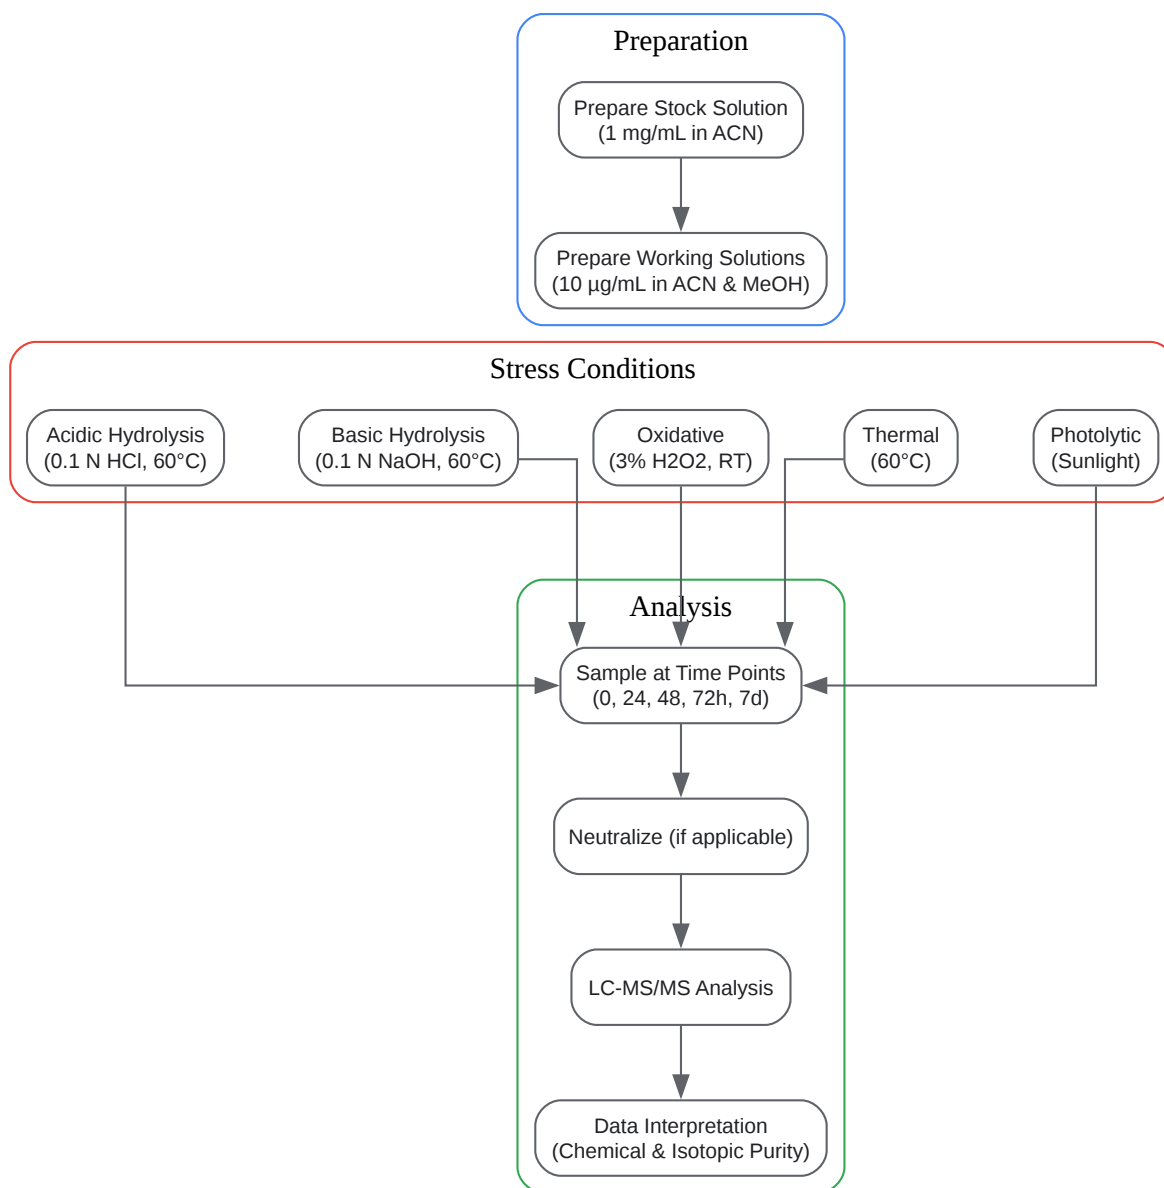 Preparation
Prepare Stock Solution
(1 mg/mL in ACN)
Prepare Working Solutions
(10 µg/mL in ACN & MeOH)
Stress Conditions
Acidic Hydrolysis
(0.1 N HCl, 60°C)
Basic Hydrolysis
(0.1 N NaOH, 60°C)
Oxidative
(3% H2O2, RT)
Thermal
(60°C)
Photolytic
(Sunlight)
Analysis
Sample at Time Points
(0, 24, 48, 72h, 7d)
Neutralize (if applicable)
LC-MS/MS Analysis
Data Interpretation
(Chemical & Isotopic Purity)